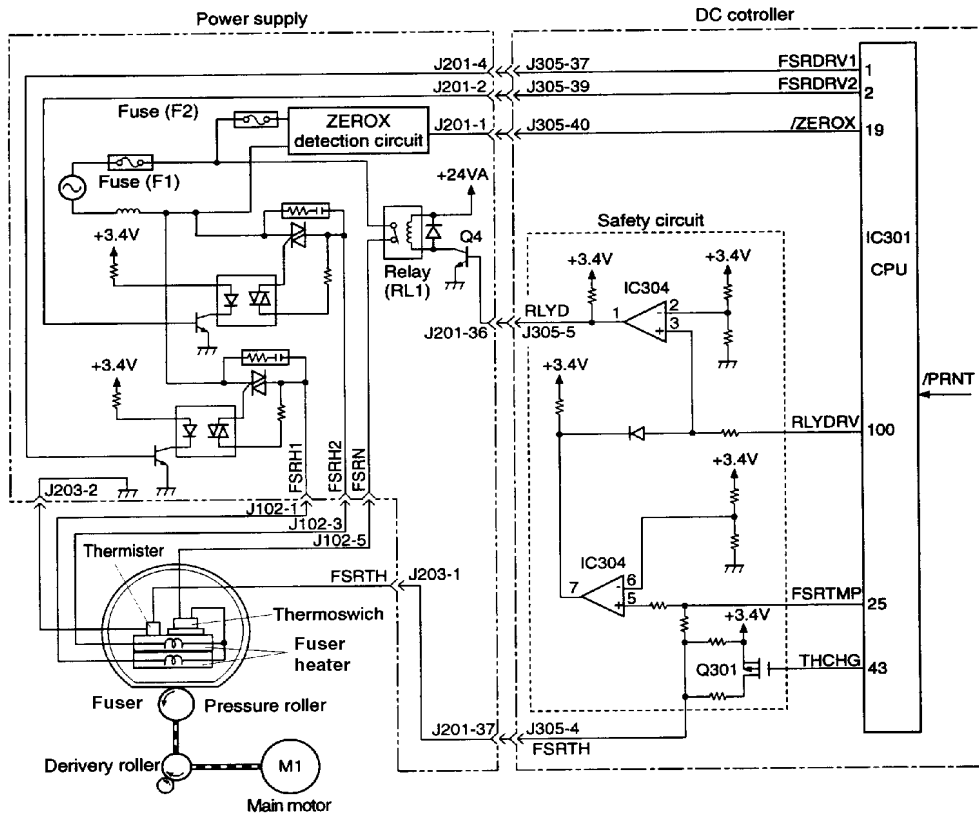 Power supply
DC cotroller
J201-4
J305-37
FSRDRV1
1
J201-2
J305-39
FSRDRV2
2
Fuse (F2)
ZEROX
detection circuit
J201-1
J305-40
/ZEROX
19
Fuse (F1)
+24VA
Safety circuit
+3.4V
Q4
Relay
(RL1)
IC301
CPU
+3.4V
IC304
+3.4V
RLYD
1
2
-
+
3
J201-36
J305-5
+3.4V
+3.4V
/PRNT
RLYDRV
100
+3.4V
FSRH1
FSRH2
FSRN
J203-2
J102-1
J102-3
J102-5
Thermister
FSRTH
J203-1
IC304
7
-
6
+
5
FSRTMP
25
Thermoswich
Fuser
heater
+3.4V
Q301
THCHG
43
Fuser
Pressure roller
J201-37
J305-4
FSRTH
Derivery roller
M1
Main motor